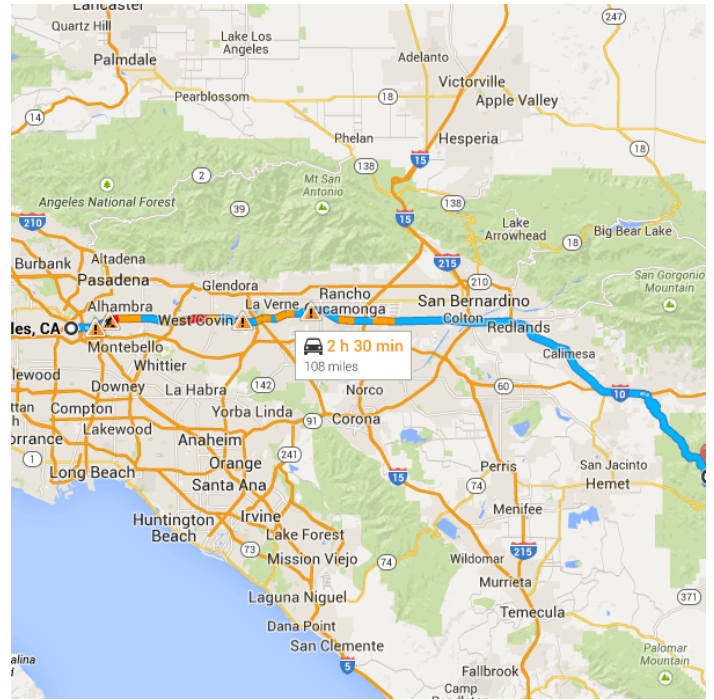 Lancaster
Quartz Hill
Lake Los
Angeles
247
Adelanto
Palmdale
Victorville
Pearblossom
18
Apple Valley
14
Phelan
Hesperia
138
15
18
2
Mt San
Antonio
138
Angeles National Forest
39
15
138
210
Lake
Arrowhead
Big Bear Lake
18
Burbank
Altadena
215
Pasadena
Glendora
210
San Gorgonio
Mountain
Rancho
Cucamonga
La Verne
San Bernardino
Alhambra
West Covin
Colton
les, CA
Redlands
Montebello
2 h 30 min
108 miles
Calimesa
Whittier
lewood
Downey
La Habra
142
Norco
60
10
Compton
Yorba Linda
91
Corona
Lakewood
Anaheim
orrance
241
1
Orange
Perris
San Jacinto
Long Beach
Santa Ana
15
74
Hemet
Irvine
Menifee
Huntington
Beach
Lake Forest
73
74
Wildomar
215
Mission Viejo
Murrieta
Laguna Niguel
371
Temecula
Dana Point
San Clemente
Palomar
Mountain
5
Fallbrook
alina
Camp